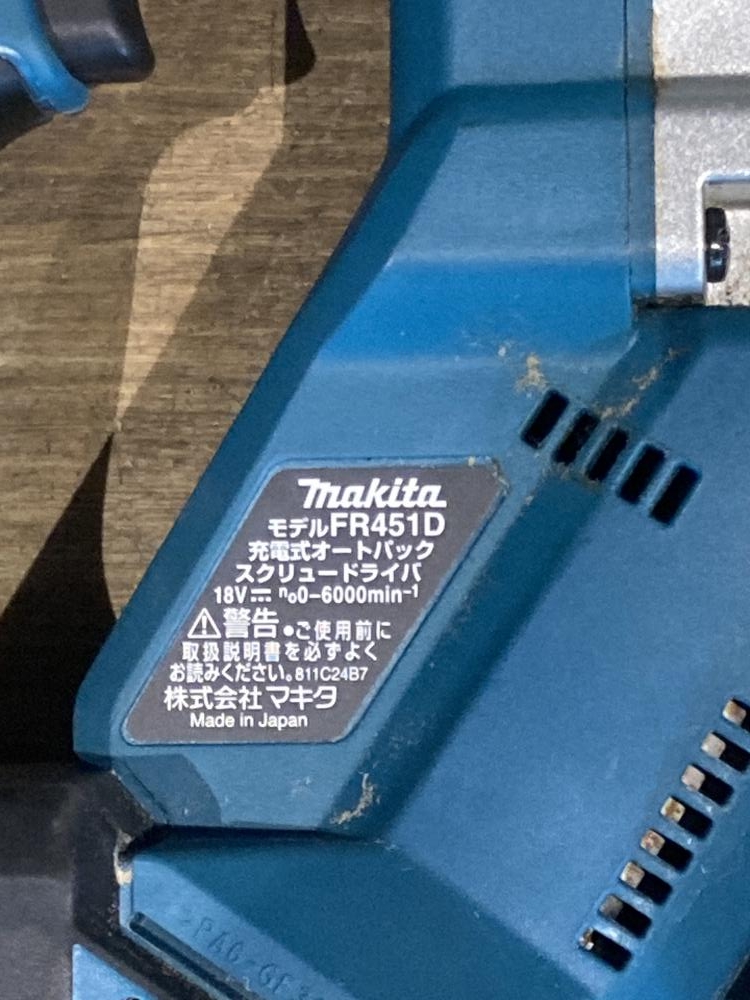 makita
モデルFR451D
充電式オートパック
スクリュードライバ
18V⎓ n₀0-6000min⁻¹
⚠警告 ●ご使用前に
取扱説明書を必ずよく
お読みください。811C24B7
株式会社マキタ
Made in Japan